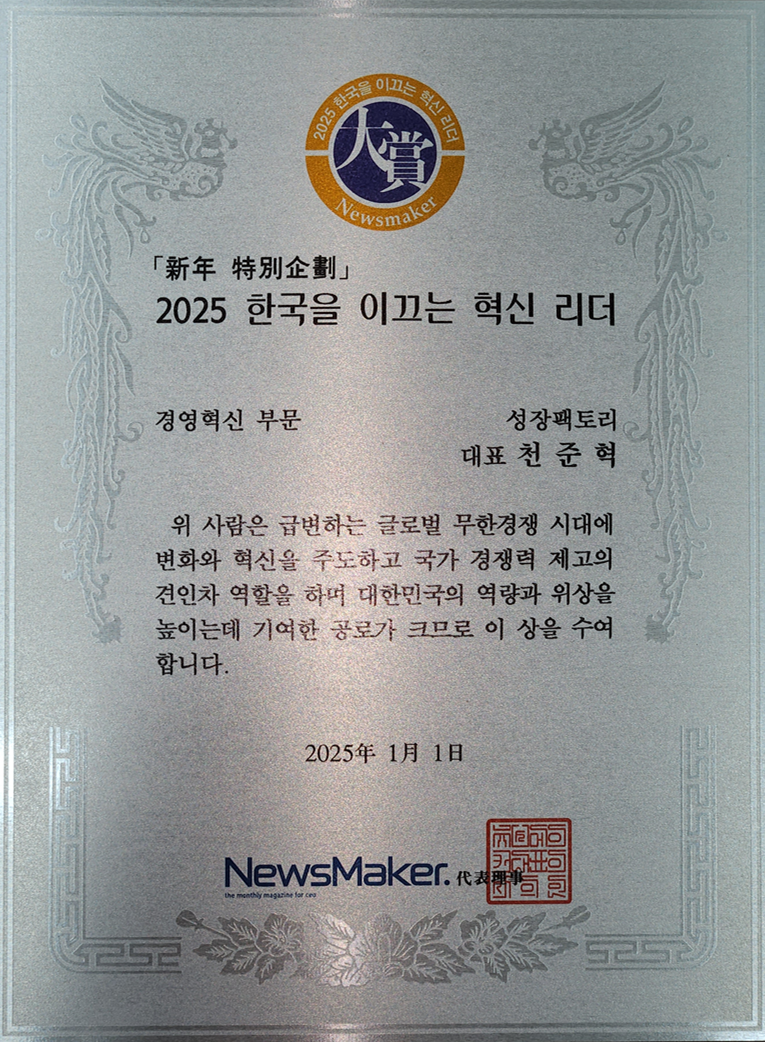 2025 한국을 이끄는 혁신 리더
大賞
Newsmaker
「新年 特別企劃」
2025 한국을 이끄는 혁신 리더
경영혁신 부문
성장팩토리
대표 천 준 혁
위 사람은 급변하는 글로벌 무한경쟁 시대에
변화와 혁신을 주도하고 국가 경쟁력 제고의
견인차 역할을 하며 대한민국의 역량과 위상을
높이는데 기여한 공로가 크므로 이 상을 수여
합니다.
2025年 1月 1日
NewsMaker. 代表理事
the monthly magazine for ceo